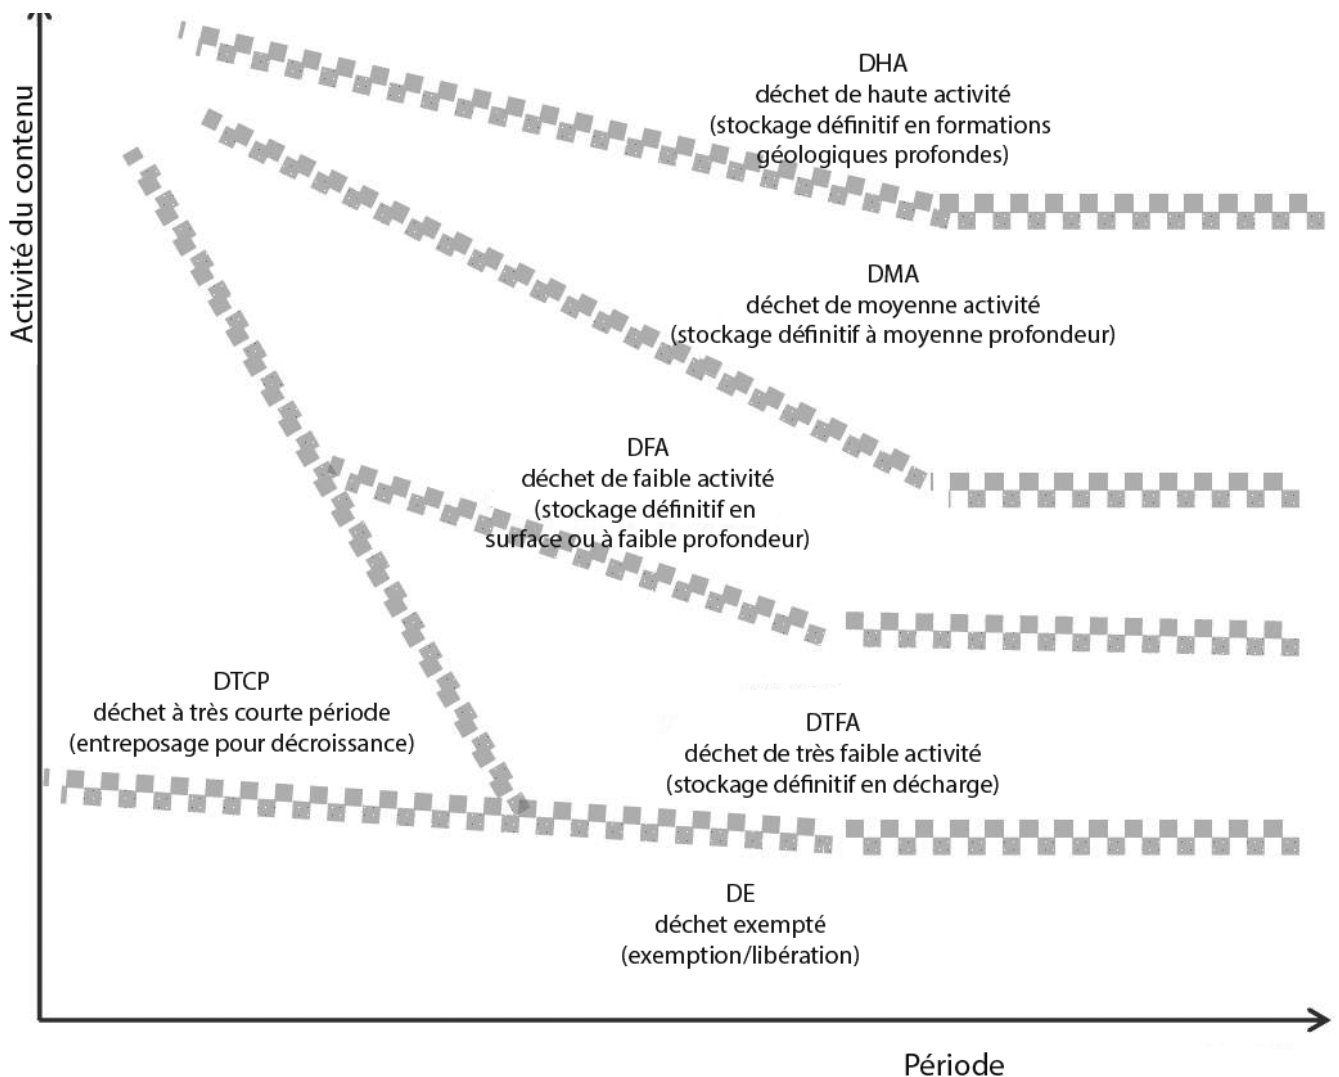 Activité du contenu
DHA
déchet de haute activité
(stockage définitif en formations
géologiques profondes)
DMA
déchet de moyenne activité
(stockage définitif à moyenne profondeur)
DFA
déchet de faible activité
(stockage définitif en
surface ou à faible profondeur)
DTCP
déchet à très courte période
(entreposage pour décroissance)
DTFA
déchet de très faible activité
(stockage définitif en décharge)
DE
déchet exempté
(exemption/libération)
Période